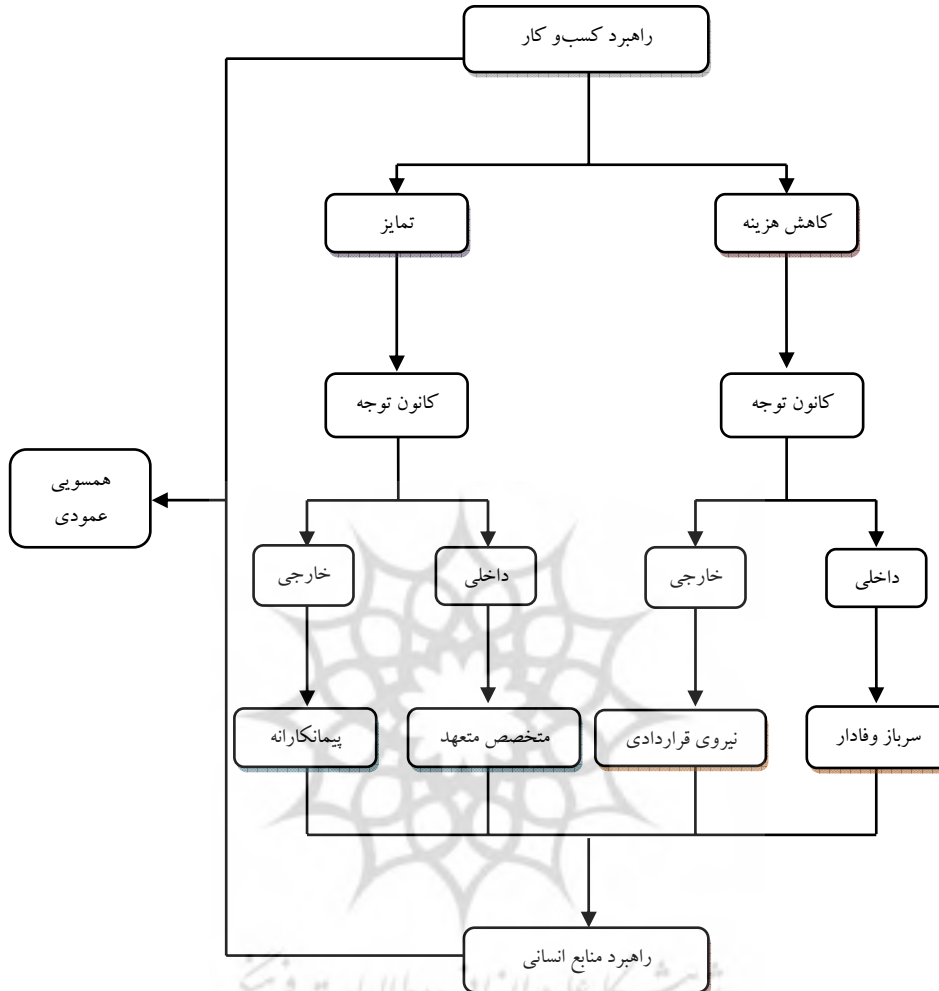 راهبرد کسب‌و کار
کاهش هزینه
تمایز
کانون توجه
کانون توجه
همسویی
عمودی
داخلی
خارجی
داخلی
خارجی
سرباز وفادار
نیروی قراردادی
متخصص متعهد
پیمانکارانه
راهبرد منابع انسانی